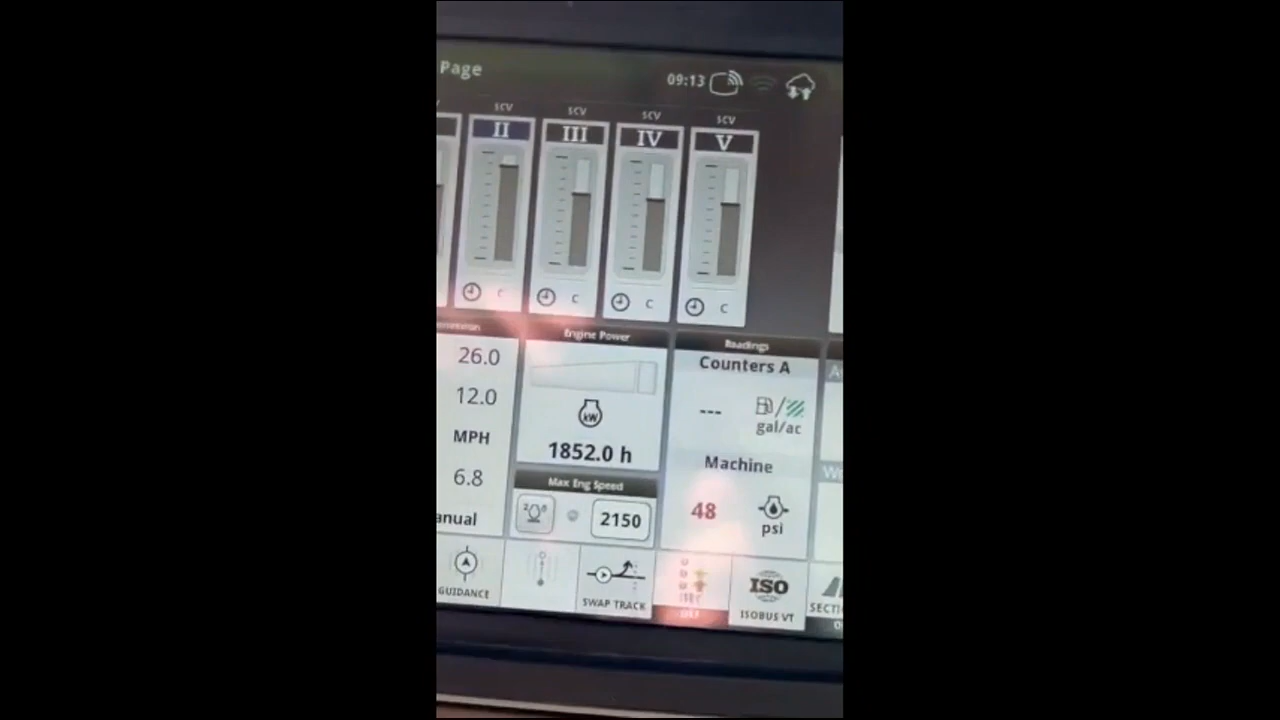 Page
09:13
SCV
SCV
SCV
SCV
II
III
IV
V
C
C
C
C
Engine Power
Readings
26.0
12.0
MPH
6.8
anual
kW
1852.0 h
Max Eng Speed
2150
Counters A
---
gal/ac
Machine
48
psi
GUIDANCE
SWAP TRACK
ISO
ISOBUS VT
SECTI